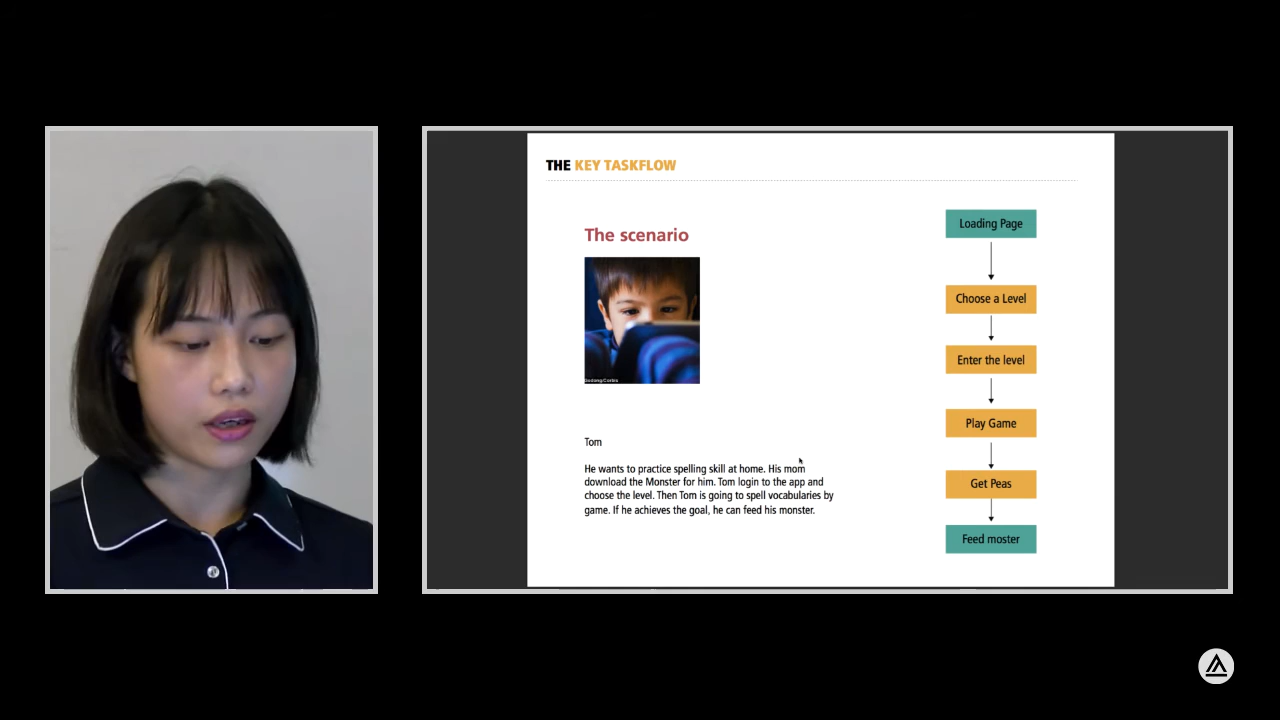 THE KEY TASKFLOW
The scenario
Tom
He wants to practice spelling skill at home. His mom
download the Monster for him. Tom login to the app and
choose the level. Then Tom is going to spell vocabularies by
game. If he achieves the goal, he can feed his monster.
Loading Page
Choose a Level
Enter the level
Play Game
Get Peas
Feed moster